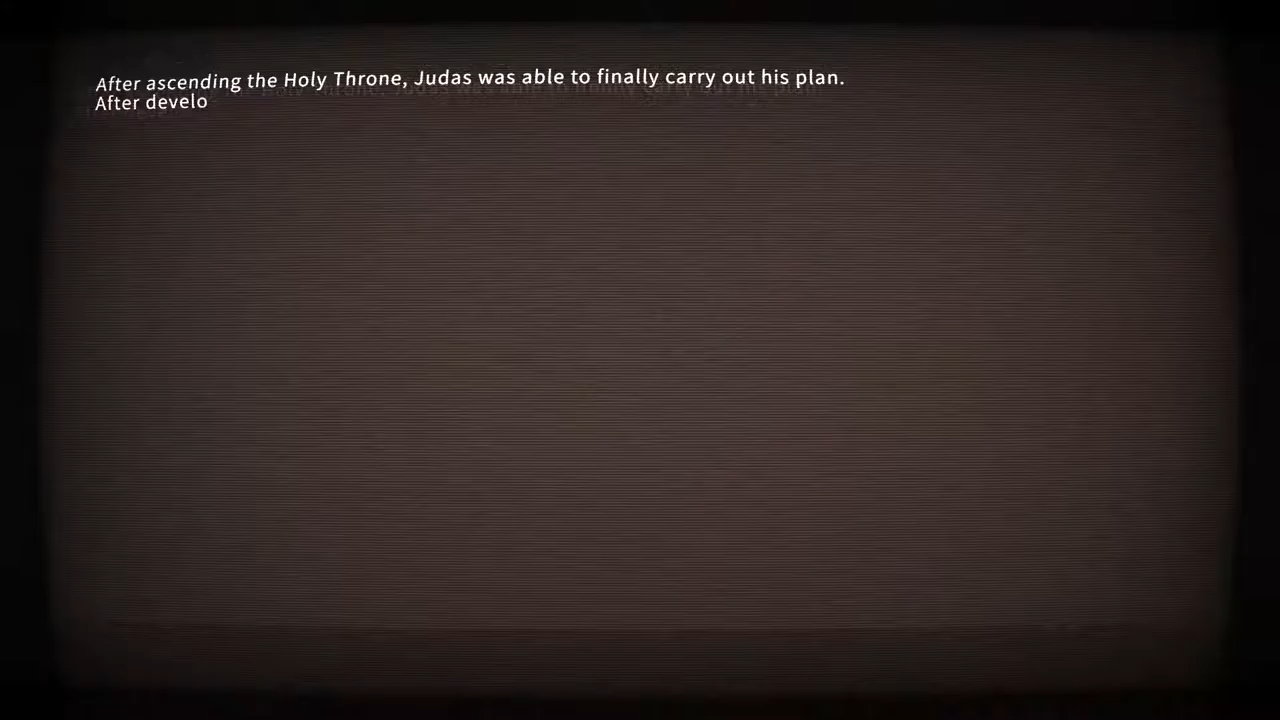 After ascending the Holy Throne, Judas was able to finally carry out his plan.
After develo